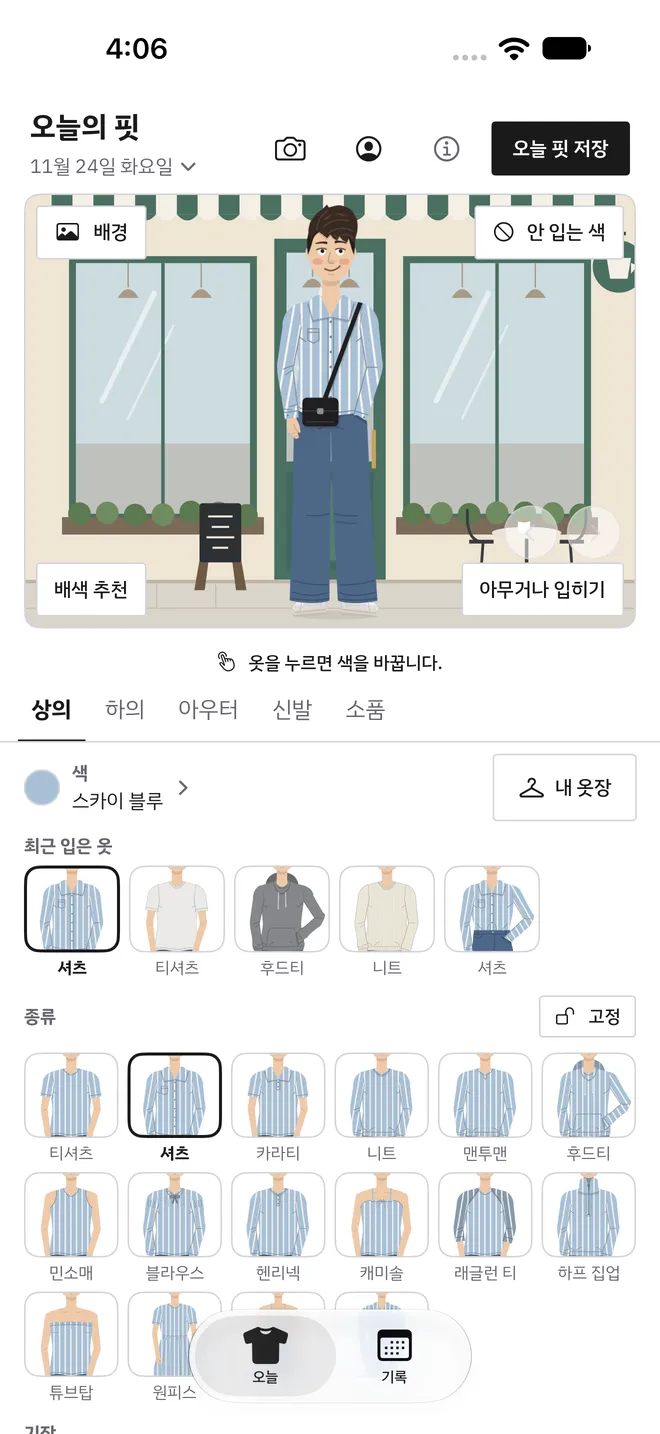 4:06
오늘의 핏
11월 24일 화요일
오늘 핏 저장
배경
안 입는 색
배색 추천
아무거나 입히기
옷을 누르면 색을 바꿉니다.
상의 하의 아우터 신발 소품
색
스카이 블루
내 옷장
최근 입은 옷
셔츠 티셔츠 후드티 니트 셔츠
종류
고정
티셔츠 셔츠 카라티 니트 맨투맨 후드티
민소매 블라우스 헨리넥 캐미솔 래글런 티 하프 집업
튜브탑 원피스
오늘 기록